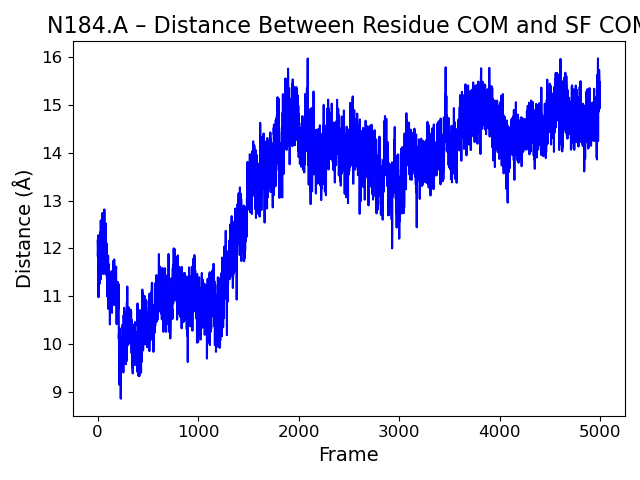 N184.A – Distance Between Residue COM and SF COM
16
15
14
13
12
11
10
9
Distance (Å)
0 1000 2000 3000 4000 5000
Frame